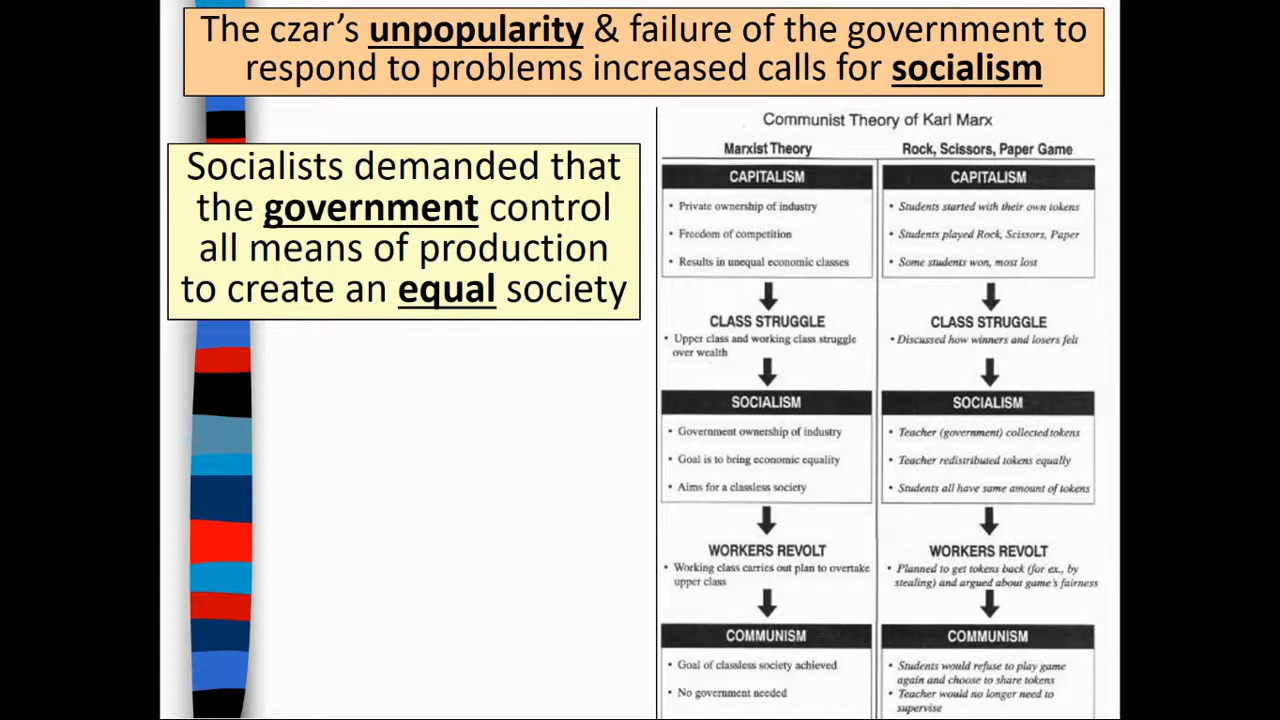 The czar's unpopularity & failure of the government to
respond to problems increased calls for socialism
Socialists demanded that
the government control
all means of production
to create an equal society
Communist Theory of Karl Marx
Marxist Theory
CAPITALISM
• Private ownership of industry
• Freedom of competition
• Results in unequal economic classes
CLASS STRUGGLE
• Upper class and working class struggle
over wealth
SOCIALISM
• Government ownership of industry
• Goal is to bring economic equality
• Aims for a classless society
WORKERS REVOLT
• Working class carries out plan to overtake
upper class
COMMUNISM
• Goal of classless society achieved
• No government needed
Rock, Scissors, Paper Game
CAPITALISM
• Students started with their own tokens
• Students played Rock, Scissors, Paper
• Some students won, most lost
CLASS STRUGGLE
• Discussed how winners and losers felt
SOCIALISM
• Teacher (government) collected tokens
• Teacher redistributed tokens equally
• Students all have same amount of tokens
WORKERS REVOLT
• Planned to get tokens back (for ex., by
stealing) and argued about game's fairness
COMMUNISM
• Students would refuse to play game
again and choose to share tokens
• Teacher would no longer need to
supervise